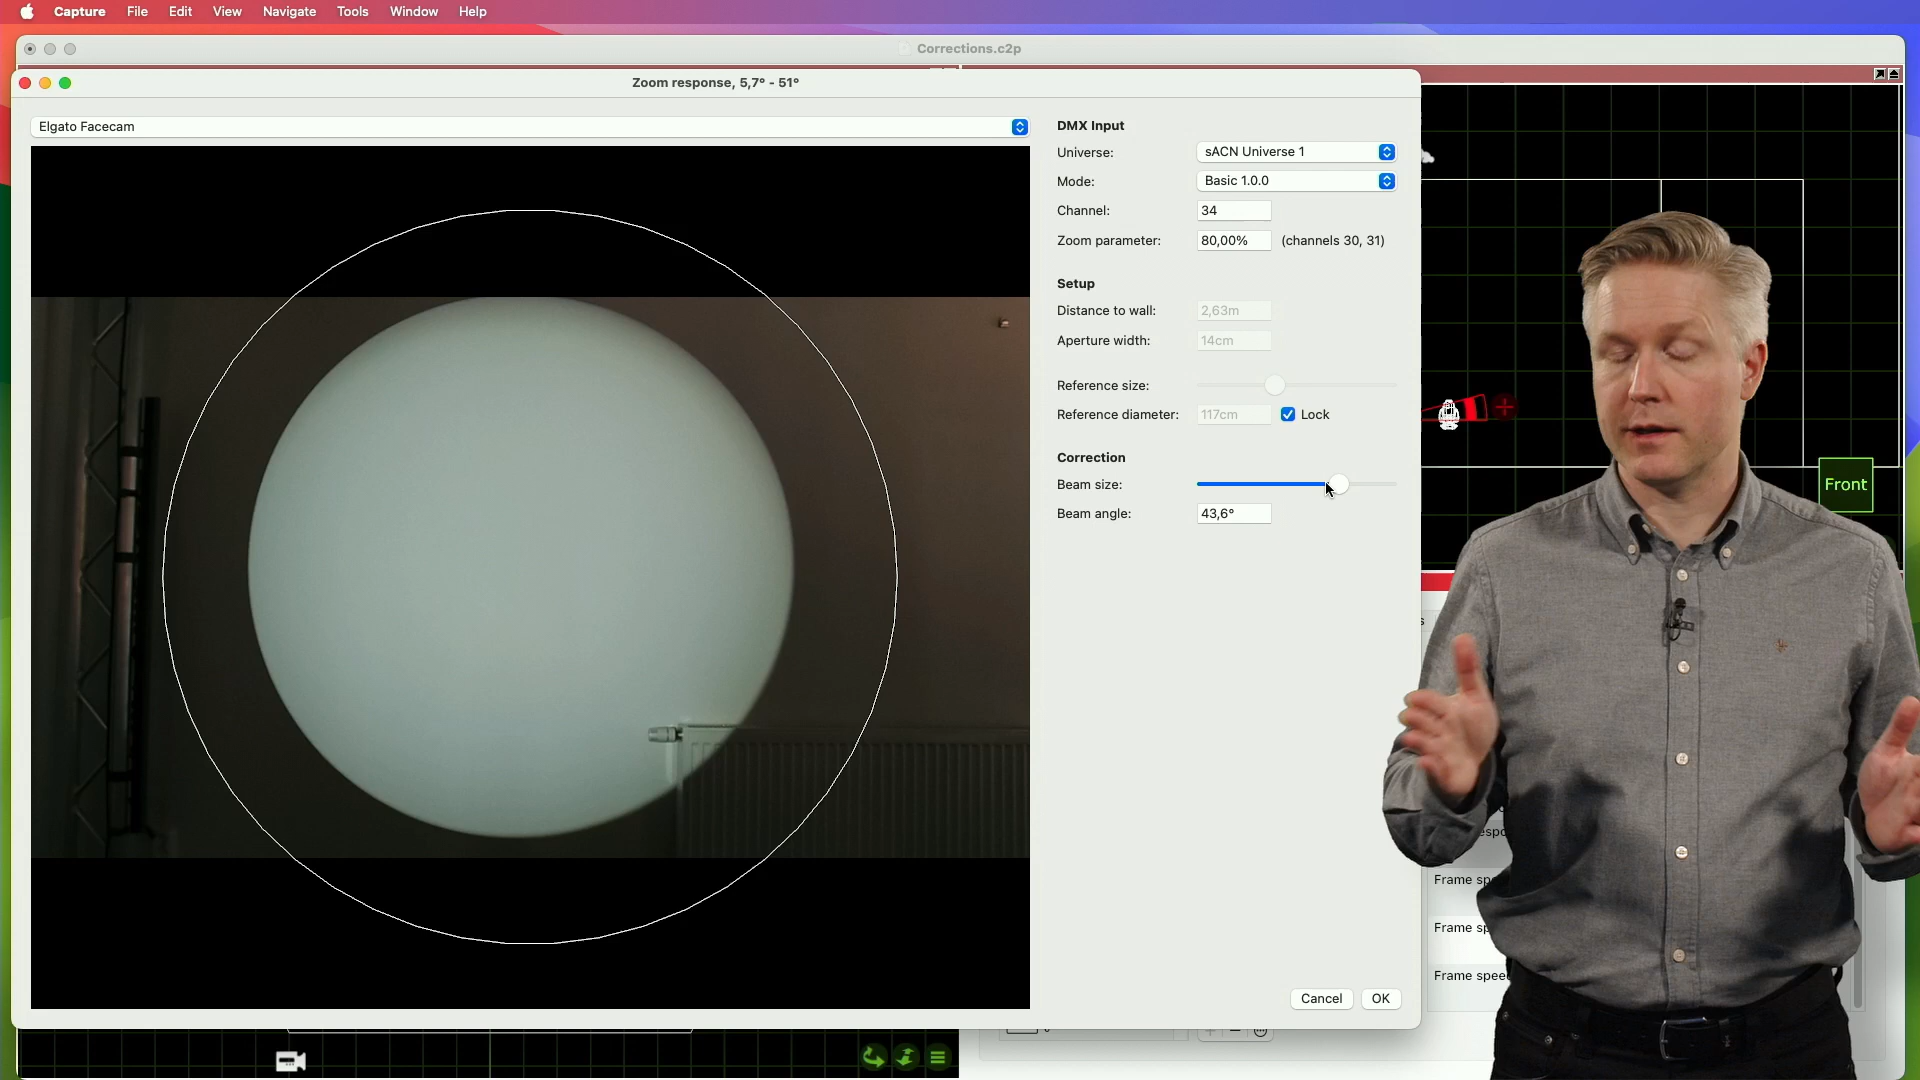 Capture File Edit View Navigate Tools Window Help
Corrections.c2p
Zoom response, 5,7° - 51°
Elgato Facecam
DMX Input
Universe: sACN Universe 1
Mode: Basic 1.0.0
Channel: 34
Zoom parameter: 80,00% (channels 30, 31)
Setup
Distance to wall: 2,63m
Aperture width: 14cm
Reference size:
Reference diameter: 117cm Lock
Correction
Beam size:
Beam angle: 43,6°
Front
Frame
Frame
Frame
Cancel OK